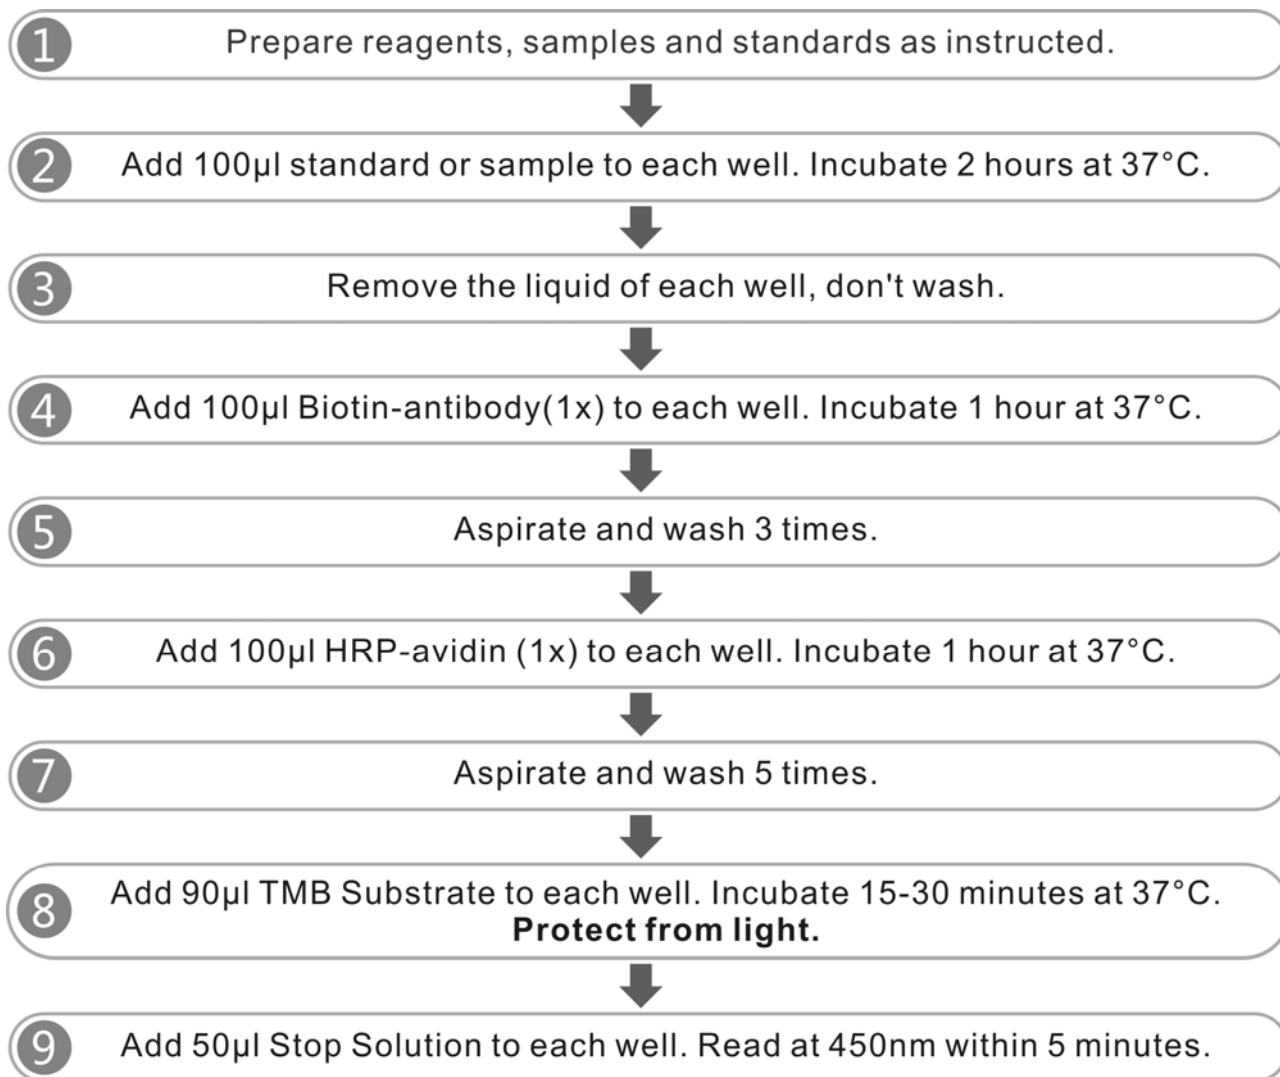 1 Prepare reagents, samples and standards as instructed.
2 Add 100µl standard or sample to each well. Incubate 2 hours at 37°C.
3 Remove the liquid of each well, don't wash.
4 Add 100µl Biotin-antibody(1x) to each well. Incubate 1 hour at 37°C.
5 Aspirate and wash 3 times.
6 Add 100µl HRP-avidin (1x) to each well. Incubate 1 hour at 37°C.
7 Aspirate and wash 5 times.
8 Add 90µl TMB Substrate to each well. Incubate 15-30 minutes at 37°C.
Protect from light.
9 Add 50µl Stop Solution to each well. Read at 450nm within 5 minutes.